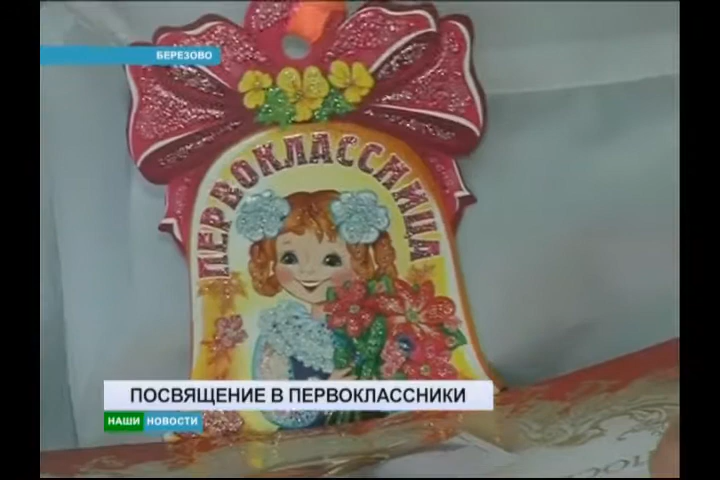 БЕРЕЗОВО
ПЕРВОКЛАССНИЦА
ПОСВЯЩЕНИЕ В ПЕРВОКЛАССНИКИ
НАШИ НОВОСТИ